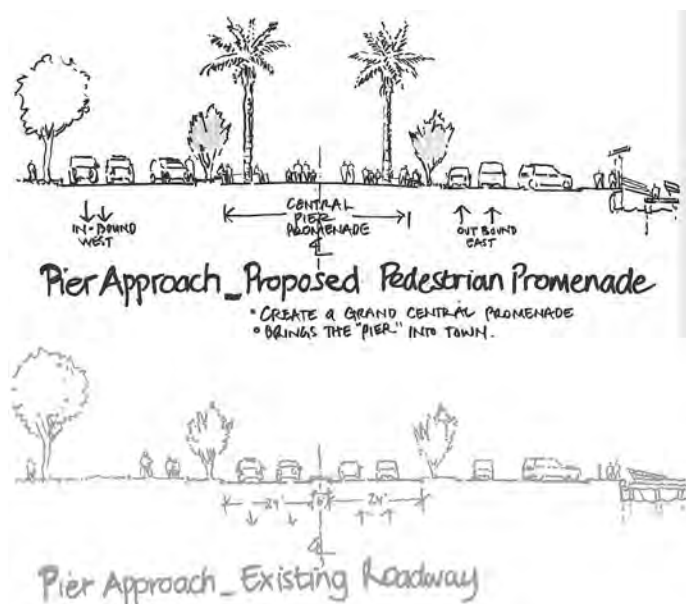 CENTRAL
PIER
PROMENADE
IN-BOUND
WEST
OUT BOUND
EAST
Pier Approach_Proposed Pedestrian Promenade
• CREATE A GRAND CENTRAL PROMENADE
• BRINGS THE "PIER" INTO TOWN.
24' 24'
Pier Approach_Existing Roadway